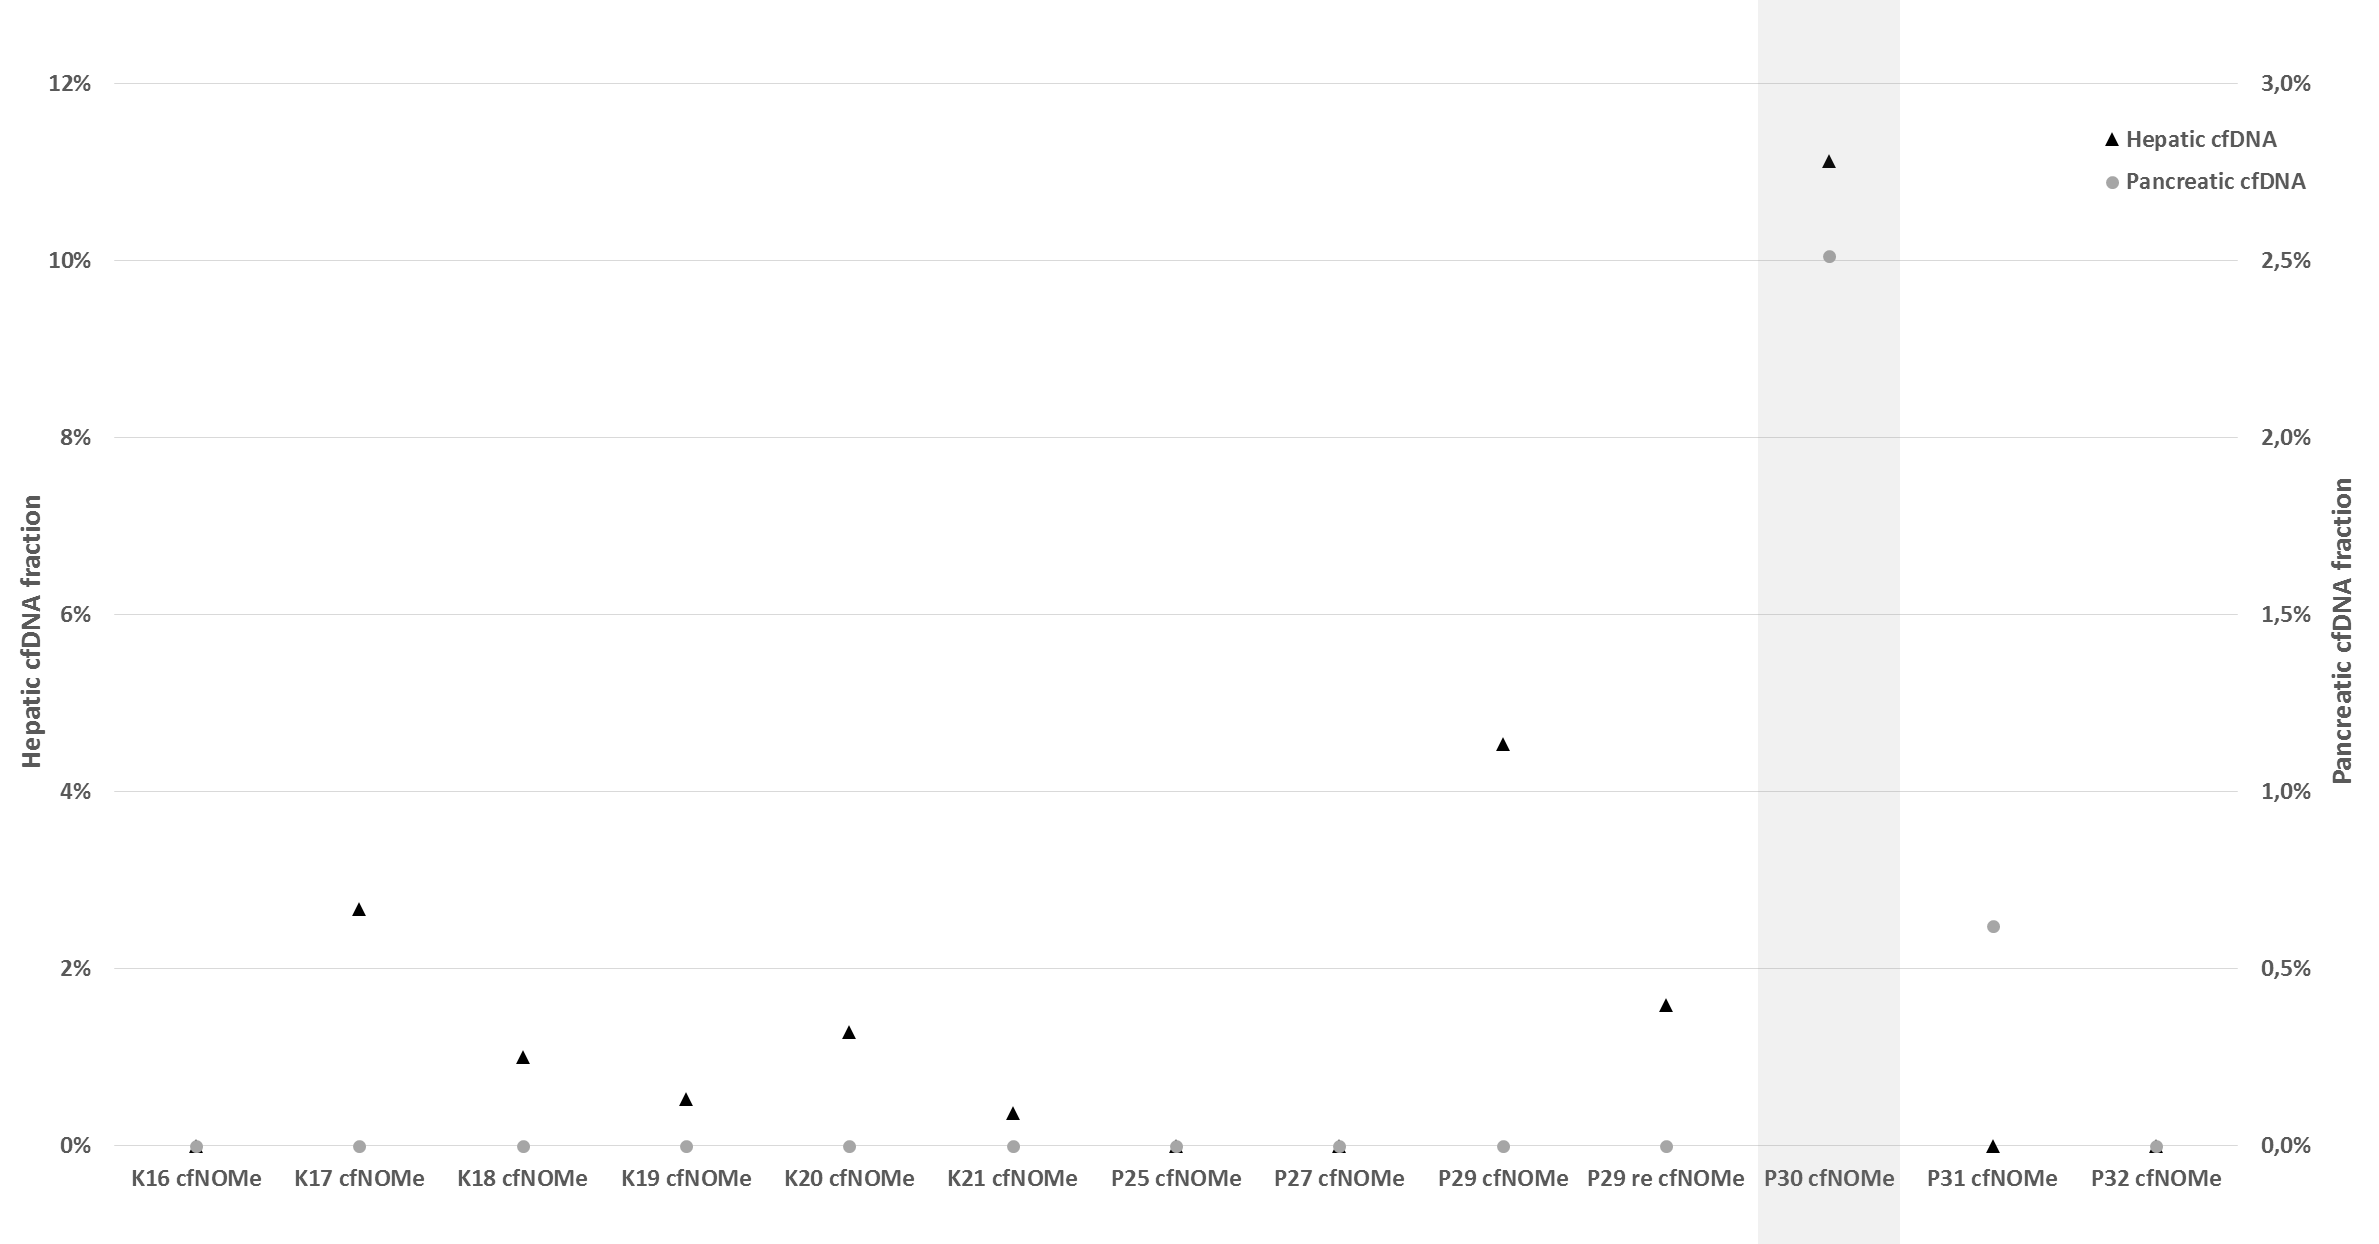 12%
10%
8%
6%
4%
2%
0%
Hepatic cfDNA fraction
3,0%
2,5%
2,0%
1,5%
1,0%
0,5%
0,0%
Pancreatic cfDNA fraction
Hepatic cfDNA
Pancreatic cfDNA
K16 cfNOMe K17 cfNOMe K18 cfNOMe K19 cfNOMe K20 cfNOMe K21 cfNOMe P25 cfNOMe P27 cfNOMe P29 cfNOMe P29 re cfNOMe P30 cfNOMe P31 cfNOMe P32 cfNOMe